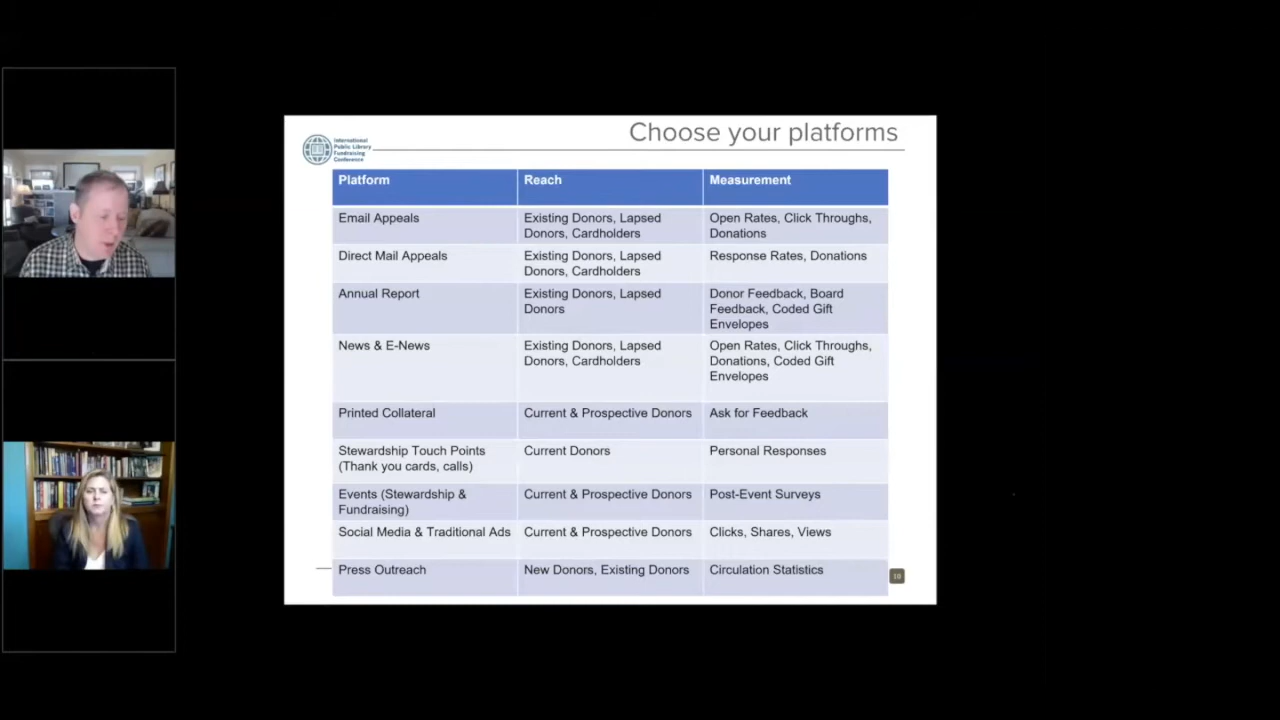 International
Public Library
Fundraising
Conference
Choose your platforms
Platform Reach Measurement
Email Appeals Existing Donors, Lapsed Open Rates, Click Throughs,
Donors, Cardholders Donations
Direct Mail Appeals Existing Donors, Lapsed Response Rates, Donations
Donors, Cardholders
Annual Report Existing Donors, Lapsed Donor Feedback, Board
Donors Feedback, Coded Gift
Envelopes
News & E-News Existing Donors, Lapsed Open Rates, Click Throughs,
Donors, Cardholders Donations, Coded Gift
Envelopes
Printed Collateral Current & Prospective Donors Ask for Feedback
Stewardship Touch Points Current Donors Personal Responses
(Thank you cards, calls)
Events (Stewardship & Current & Prospective Donors Post-Event Surveys
Fundraising)
Social Media & Traditional Ads Current & Prospective Donors Clicks, Shares, Views
Press Outreach New Donors, Existing Donors Circulation Statistics
10